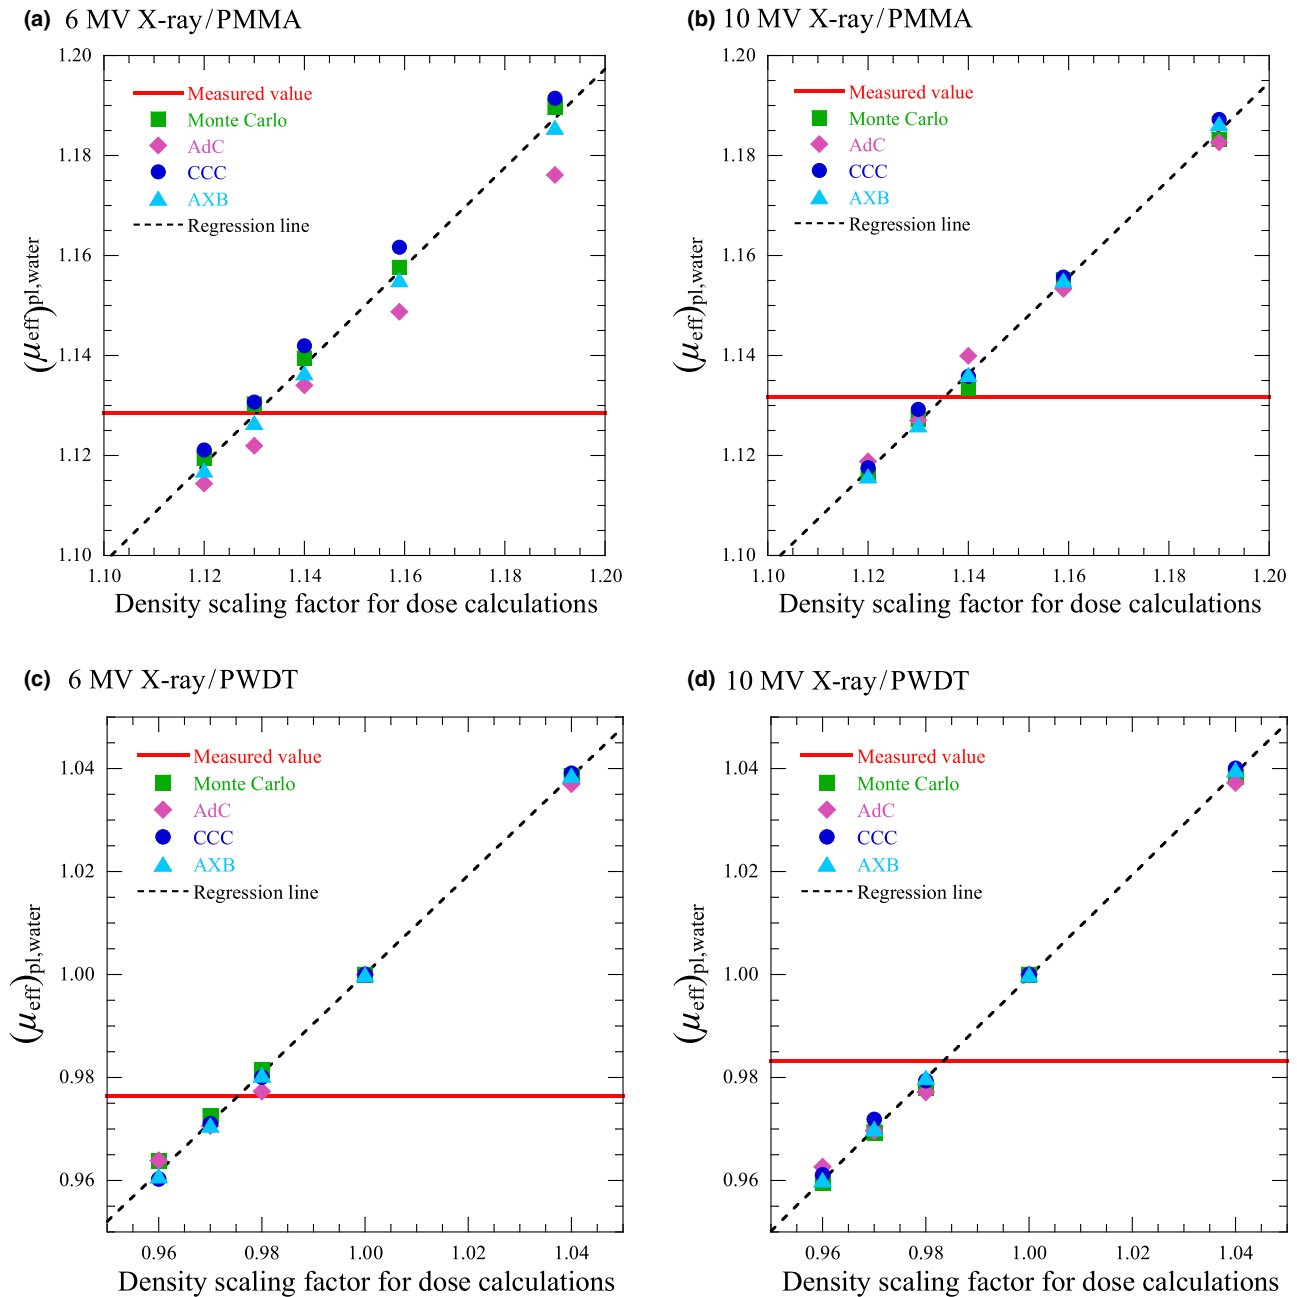 (a) 6 MV X-ray/PMMA
1.20
1.18
1.16
1.14
1.12
1.10
(μeff)pl,water
Measured value
Monte Carlo
AdC
CCC
AXB
Regression line
1.10 1.12 1.14 1.16 1.18 1.20
Density scaling factor for dose calculations
(b) 10 MV X-ray/PMMA
1.20
1.18
1.16
1.14
1.12
1.10
(μeff)pl,water
Measured value
Monte Carlo
AdC
CCC
AXB
Regression line
1.10 1.12 1.14 1.16 1.18 1.20
Density scaling factor for dose calculations
(c) 6 MV X-ray/PWDT
1.04
1.02
1.00
0.98
0.96
(μeff)pl,water
Measured value
Monte Carlo
AdC
CCC
AXB
Regression line
0.96 0.98 1.00 1.02 1.04
Density scaling factor for dose calculations
(d) 10 MV X-ray/PWDT
1.04
1.02
1.00
0.98
0.96
(μeff)pl,water
Measured value
Monte Carlo
AdC
CCC
AXB
Regression line
0.96 0.98 1.00 1.02 1.04
Density scaling factor for dose calculations